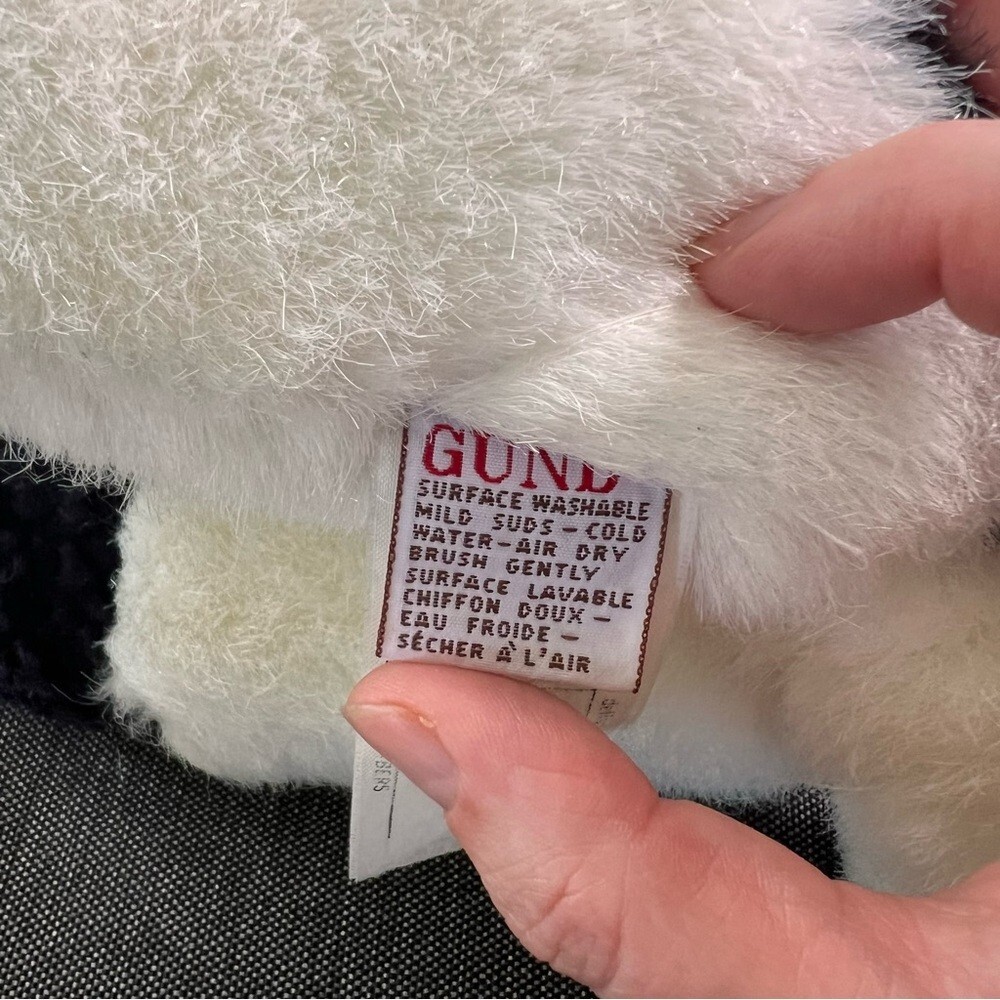 GUND
SURFACE WASHABLE
MILD SUDS – COLD
WATER-AIR DRY
BRUSH GENTLY
SURFACE LAVABLE
CHIFFON DOUX –
EAU FROIDE –
SÉCHER À L'AIR
BERS